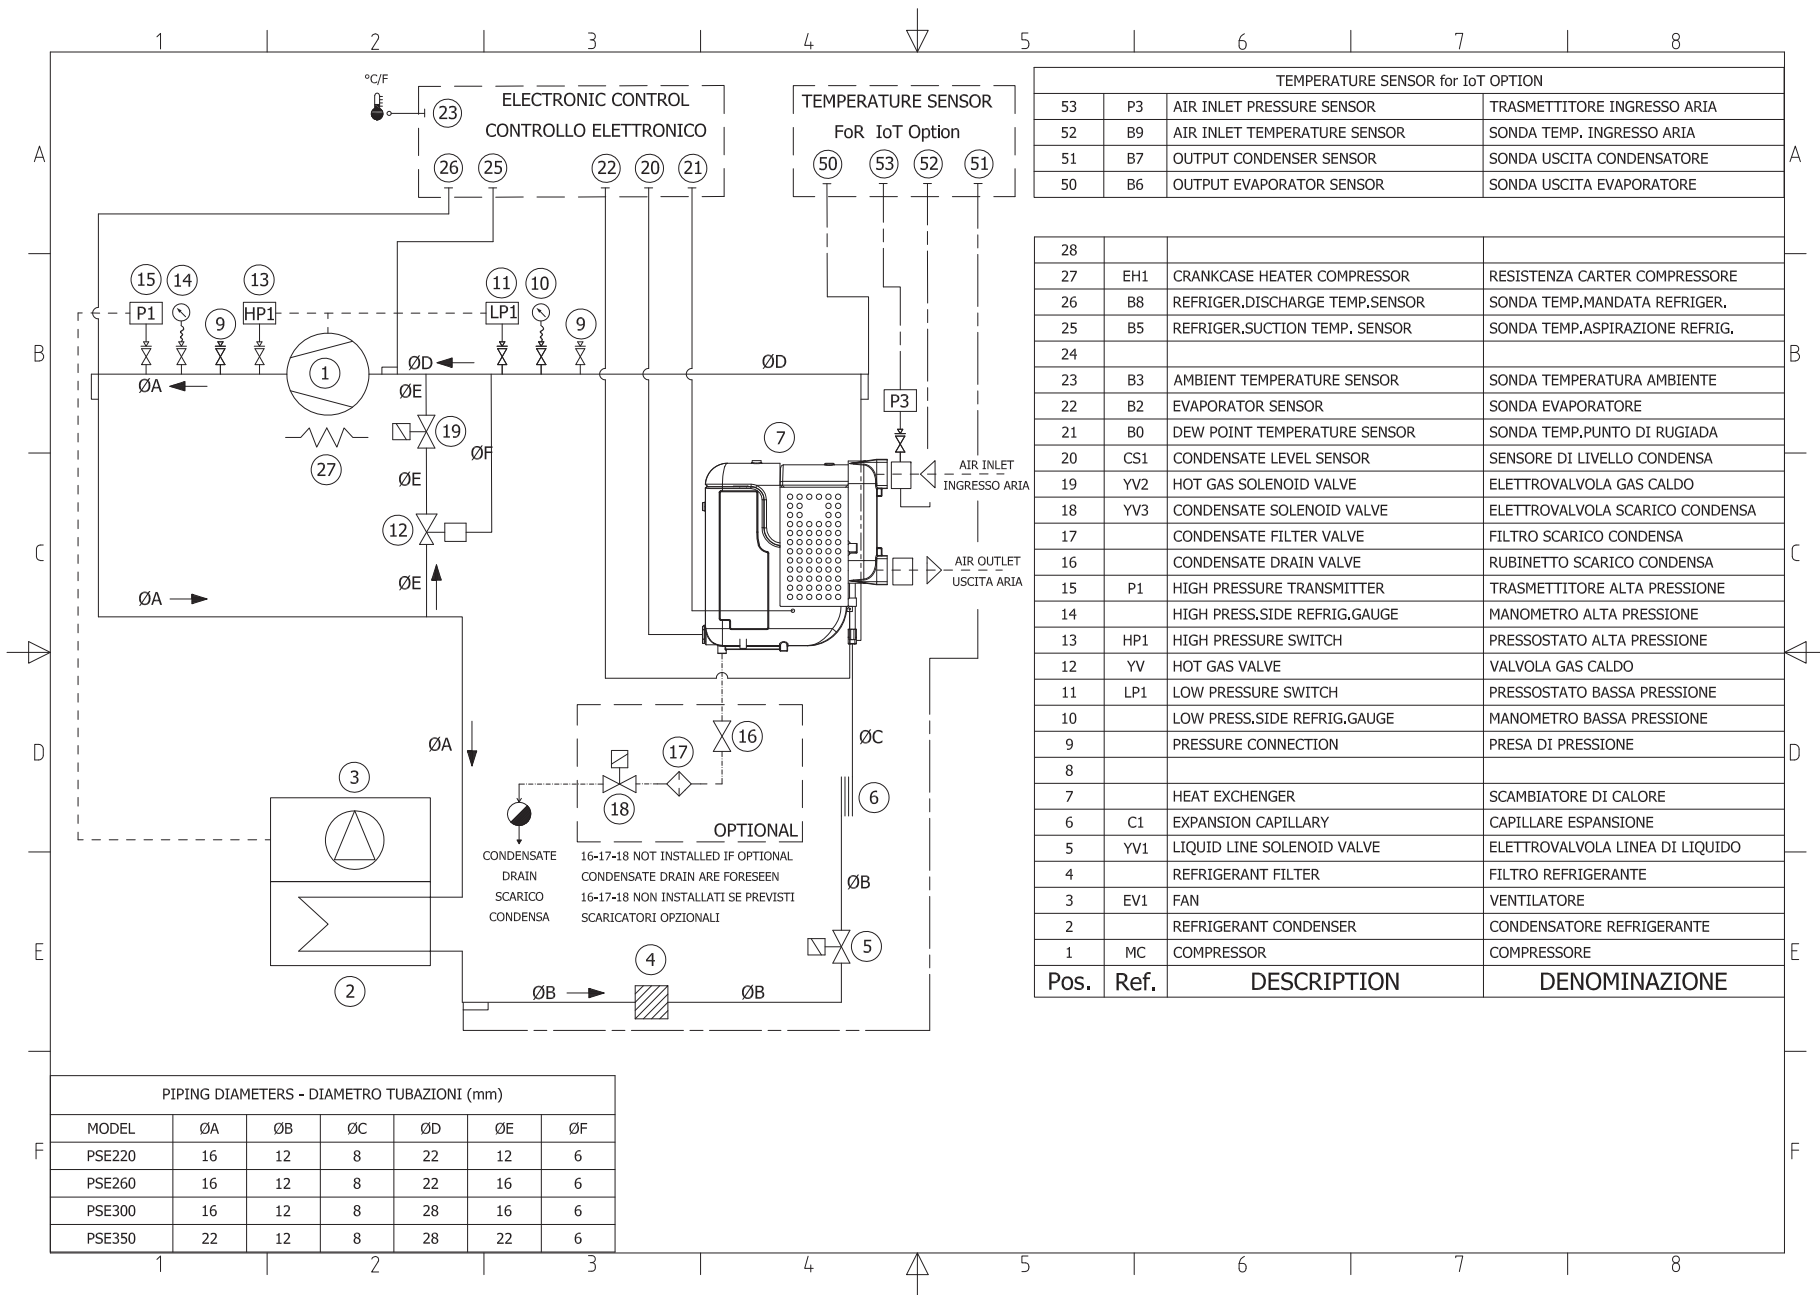 1 2 3 4 5 6 7 8
A
B
C
D
E
F
A
B
C
D
E
F
°C/F
23
ELECTRONIC CONTROL
CONTROLLO ELETTRONICO
26 25 22 20 21
TEMPERATURE SENSOR
FoR IoT Option
50 53 52 51
15 14 9 13 11 10 9
P1 HP1 LP1
1
ØD
ØD
ØA
ØE
19
ØF
27
ØE
12
ØE
ØA
7
P3
AIR INLET
INGRESSO ARIA
AIR OUTLET
USCITA ARIA
ØA
16
17
18
OPTIONAL
ØC
6
3
2
CONDENSATE
DRAIN
SCARICO
CONDENSA
16-17-18 NOT INSTALLED IF OPTIONAL
CONDENSATE DRAIN ARE FORESEEN
16-17-18 NON INSTALLATI SE PREVISTI
SCARICATORI OPZIONALI
ØB
5
4
ØB
ØB
TEMPERATURE SENSOR for IoT OPTION
53 P3 AIR INLET PRESSURE SENSOR TRASMETTITORE INGRESSO ARIA
52 B9 AIR INLET TEMPERATURE SENSOR SONDA TEMP. INGRESSO ARIA
51 B7 OUTPUT CONDENSER SENSOR SONDA USCITA CONDENSATORE
50 B6 OUTPUT EVAPORATOR SENSOR SONDA USCITA EVAPORATORE
28
27 EH1 CRANKCASE HEATER COMPRESSOR RESISTENZA CARTER COMPRESSORE
26 B8 REFRIGER.DISCHARGE TEMP.SENSOR SONDA TEMP.MANDATA REFRIGER.
25 B5 REFRIGER.SUCTION TEMP. SENSOR SONDA TEMP.ASPIRAZIONE REFRIG.
24
23 B3 AMBIENT TEMPERATURE SENSOR SONDA TEMPERATURA AMBIENTE
22 B2 EVAPORATOR SENSOR SONDA EVAPORATORE
21 B0 DEW POINT TEMPERATURE SENSOR SONDA TEMP.PUNTO DI RUGIADA
20 CS1 CONDENSATE LEVEL SENSOR SENSORE DI LIVELLO CONDENSA
19 YV2 HOT GAS SOLENOID VALVE ELETTROVALVOLA GAS CALDO
18 YV3 CONDENSATE SOLENOID VALVE ELETTROVALVOLA SCARICO CONDENSA
17 CONDENSATE FILTER VALVE FILTRO SCARICO CONDENSA
16 CONDENSATE DRAIN VALVE RUBINETTO SCARICO CONDENSA
15 P1 HIGH PRESSURE TRANSMITTER TRASMETTITORE ALTA PRESSIONE
14 HIGH PRESS.SIDE REFRIG.GAUGE MANOMETRO ALTA PRESSIONE
13 HP1 HIGH PRESSURE SWITCH PRESSOSTATO ALTA PRESSIONE
12 YV HOT GAS VALVE VALVOLA GAS CALDO
11 LP1 LOW PRESSURE SWITCH PRESSOSTATO BASSA PRESSIONE
10 LOW PRESS.SIDE REFRIG.GAUGE MANOMETRO BASSA PRESSIONE
9 PRESSURE CONNECTION PRESA DI PRESSIONE
8
7 HEAT EXCHENGER SCAMBIATORE DI CALORE
6 C1 EXPANSION CAPILLARY CAPILLARE ESPANSIONE
5 YV1 LIQUID LINE SOLENOID VALVE ELETTROVALVOLA LINEA DI LIQUIDO
4 REFRIGERANT FILTER FILTRO REFRIGERANTE
3 EV1 FAN VENTILATORE
2 REFRIGERANT CONDENSER CONDENSATORE REFRIGERANTE
1 MC COMPRESSOR COMPRESSORE
Pos. Ref. DESCRIPTION DENOMINAZIONE
PIPING DIAMETERS - DIAMETRO TUBAZIONI (mm)
MODEL ØA ØB ØC ØD ØE ØF
PSE220 16 12 8 22 12 6
PSE260 16 12 8 22 16 6
PSE300 16 12 8 28 16 6
PSE350 22 12 8 28 22 6
1 2 3 4 5 6 7 8